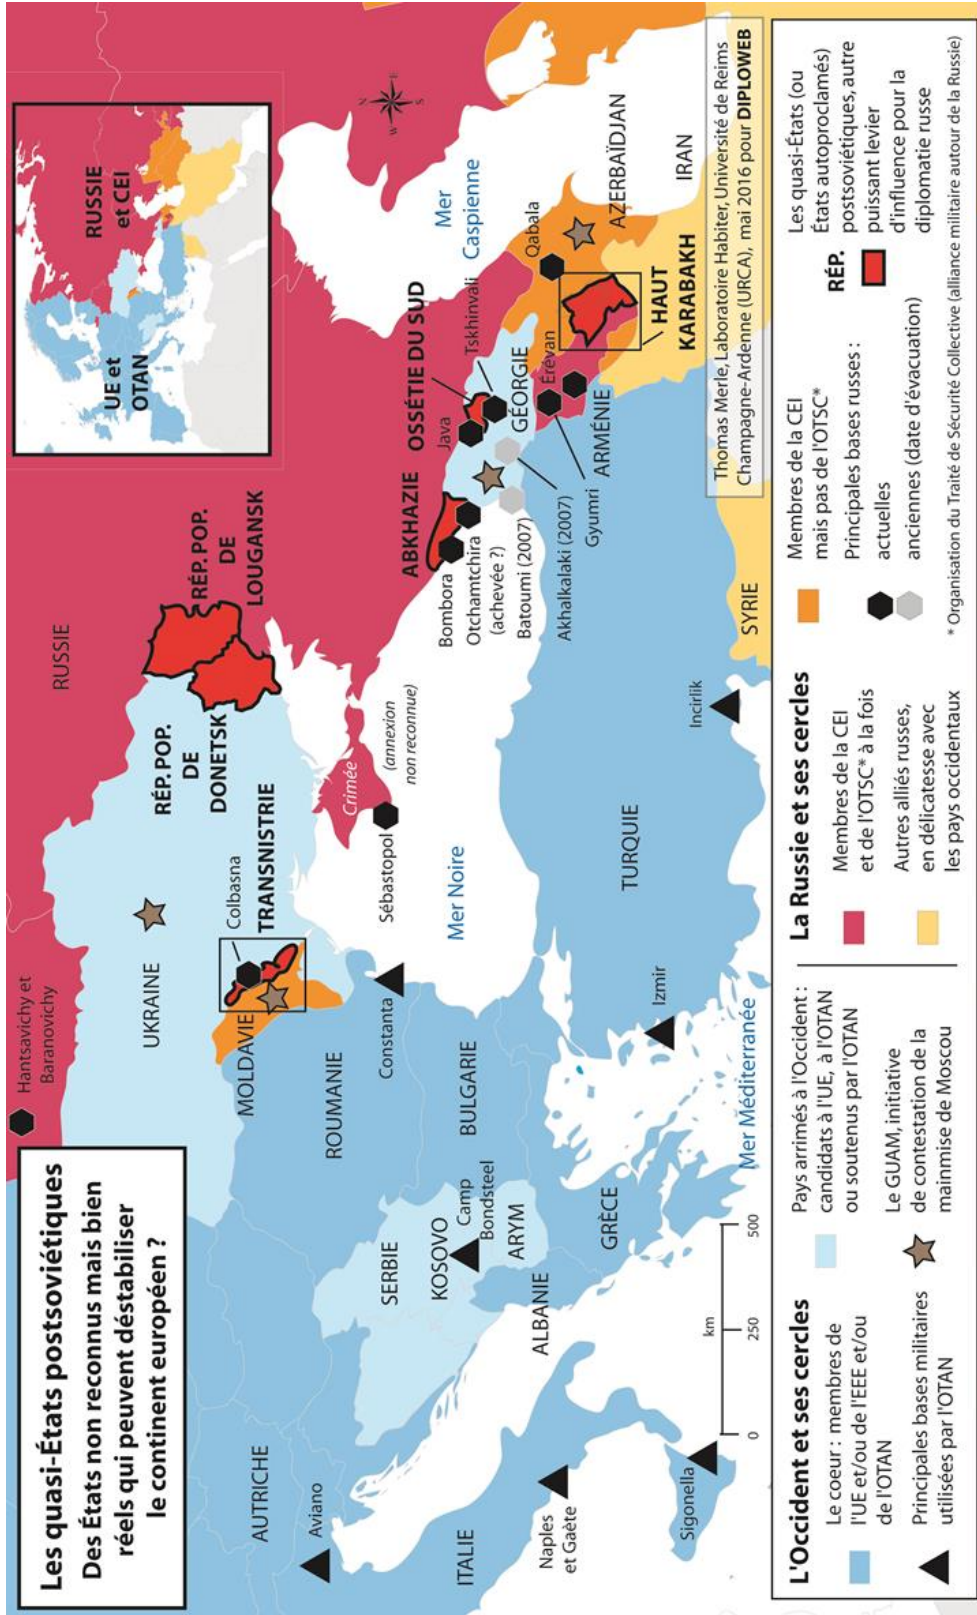 Les quasi-États postsoviétiques
Des États non reconnus mais bien
réels qui peuvent déstabiliser
le continent européen ?
UE et
OTAN
RUSSIE
et CEI
Hantsavichy et
Baranovichy
RUSSIE
UKRAINE
RÉP. POP.
DE
LOUGANSK
RÉP. POP.
DE
DONETSK
MOLDAVIE
Colbasna
TRANSNISTRIE
Crimée
(annexion
non reconnue)
Sébastopol
AUTRICHE
Aviano
ROUMANIE
Constanta
SERBIE
KOSOVO
Camp
Bondsteel
ARYM
BULGARIE
Mer Noire
ABKHAZIE
OSSÉTIE DU SUD
Java
Tskhinvali
Mer
Caspienne
Bombora
Otchamtchira
(achevée ?)
Batoumi (2007)
Akhalkalaki (2007)
Gyumri
GÉORGIE
Érévan
ARMÉNIE
Qabala
AZERBAÏDJAN
HAUT
KARABAKH
IRAN
ITALIE
Naples
et Gaète
Sigonella
ALBANIE
GRÈCE
Izmir
TURQUIE
Incirlik
SYRIE
Mer Méditerranée
km
0
250
500
N
S
W
E
Thomas Merle, Laboratoire Habiter, Université de Reims
Champagne-Ardenne (URCA), mai 2016 pour DIPLOWEB
L'Occident et ses cercles
Le coeur : membres de
l'UE et/ou de l'EEE et/ou
de l'OTAN
Principales bases militaires
utilisées par l'OTAN
Pays arrimés à l'Occident :
candidats à l'UE, à l'OTAN
ou soutenus par l'OTAN
Le GUAM, initiative
de contestation de la
mainmise de Moscou
La Russie et ses cercles
Membres de la CEI
et de l'OTSC* à la fois
Autres alliés russes,
en délicatesse avec
les pays occidentaux
Membres de la CEI
mais pas de l'OTSC*
Principales bases russes :
actuelles
anciennes (date d'évacuation)
RÉP.
Les quasi-États (ou
États autoproclamés)
postsoviétiques, autre
puissant levier
d'influence pour la
diplomatie russe
* Organisation du Traité de Sécurité Collective (alliance militaire autour de la Russie)